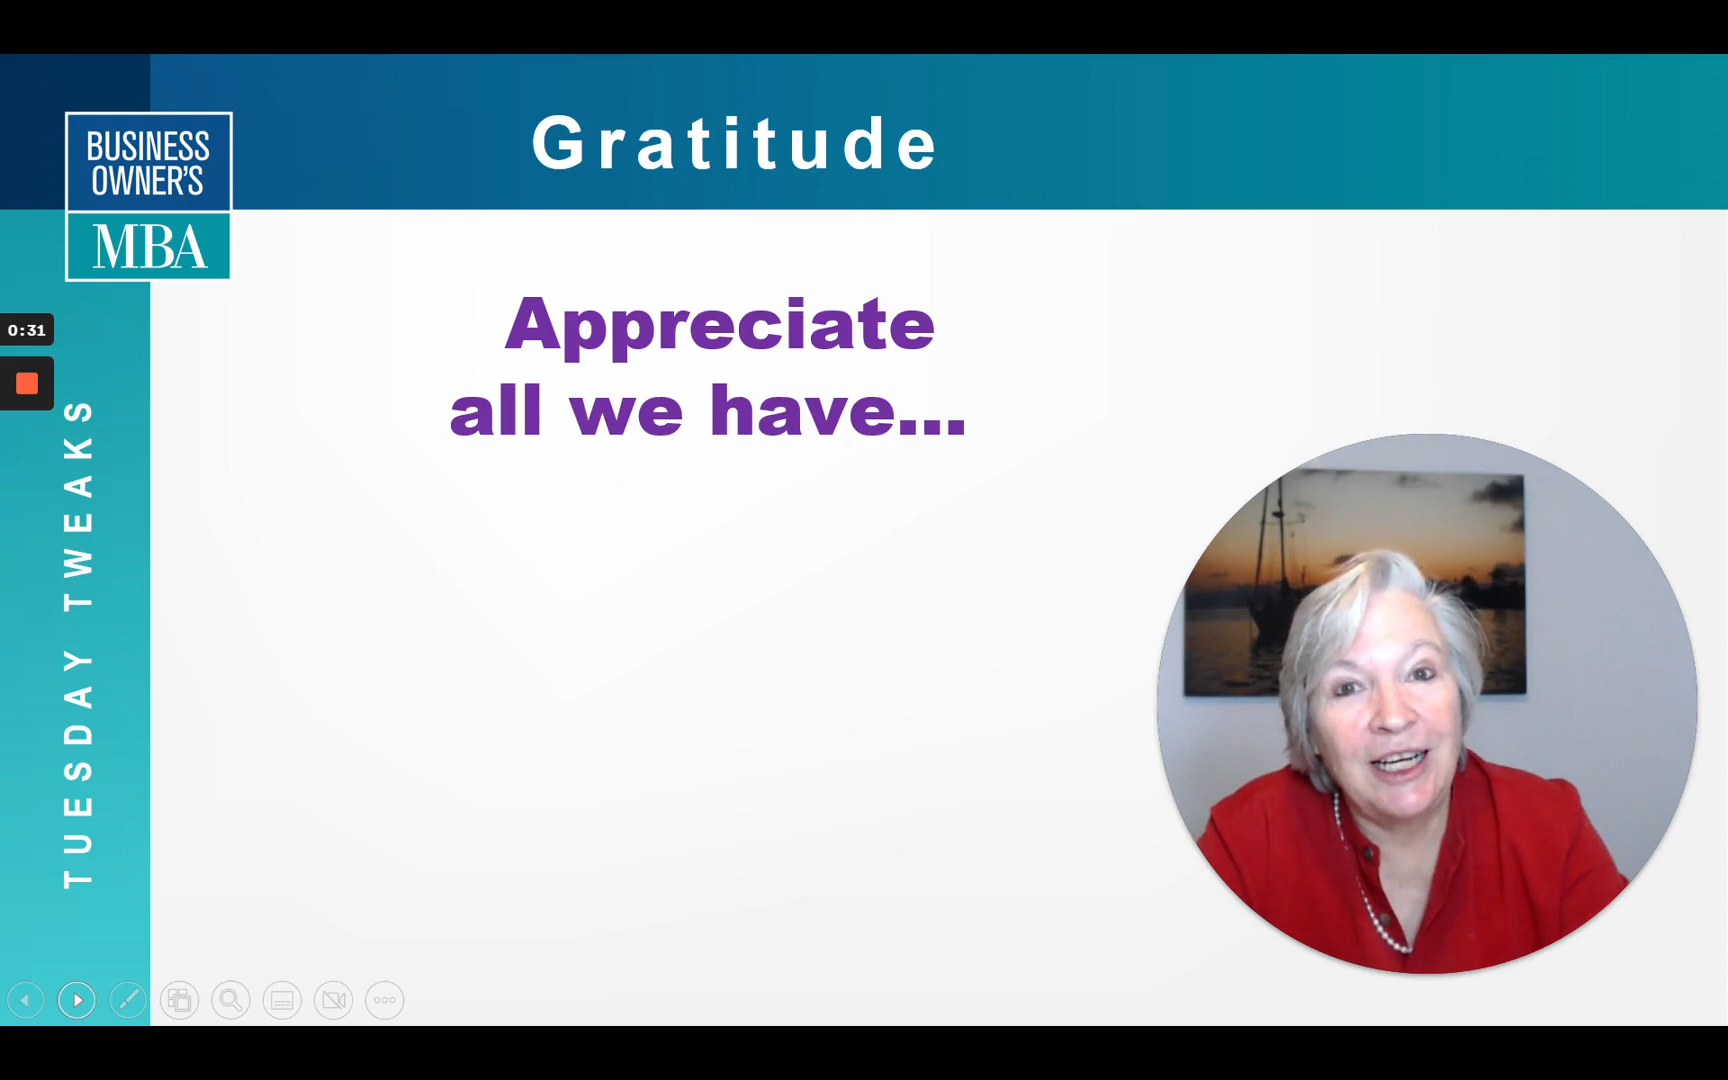 Gratitude
BUSINESS
OWNER'S
MBA
Appreciate
all we have...
0:31
TUESDAY TWEAKS